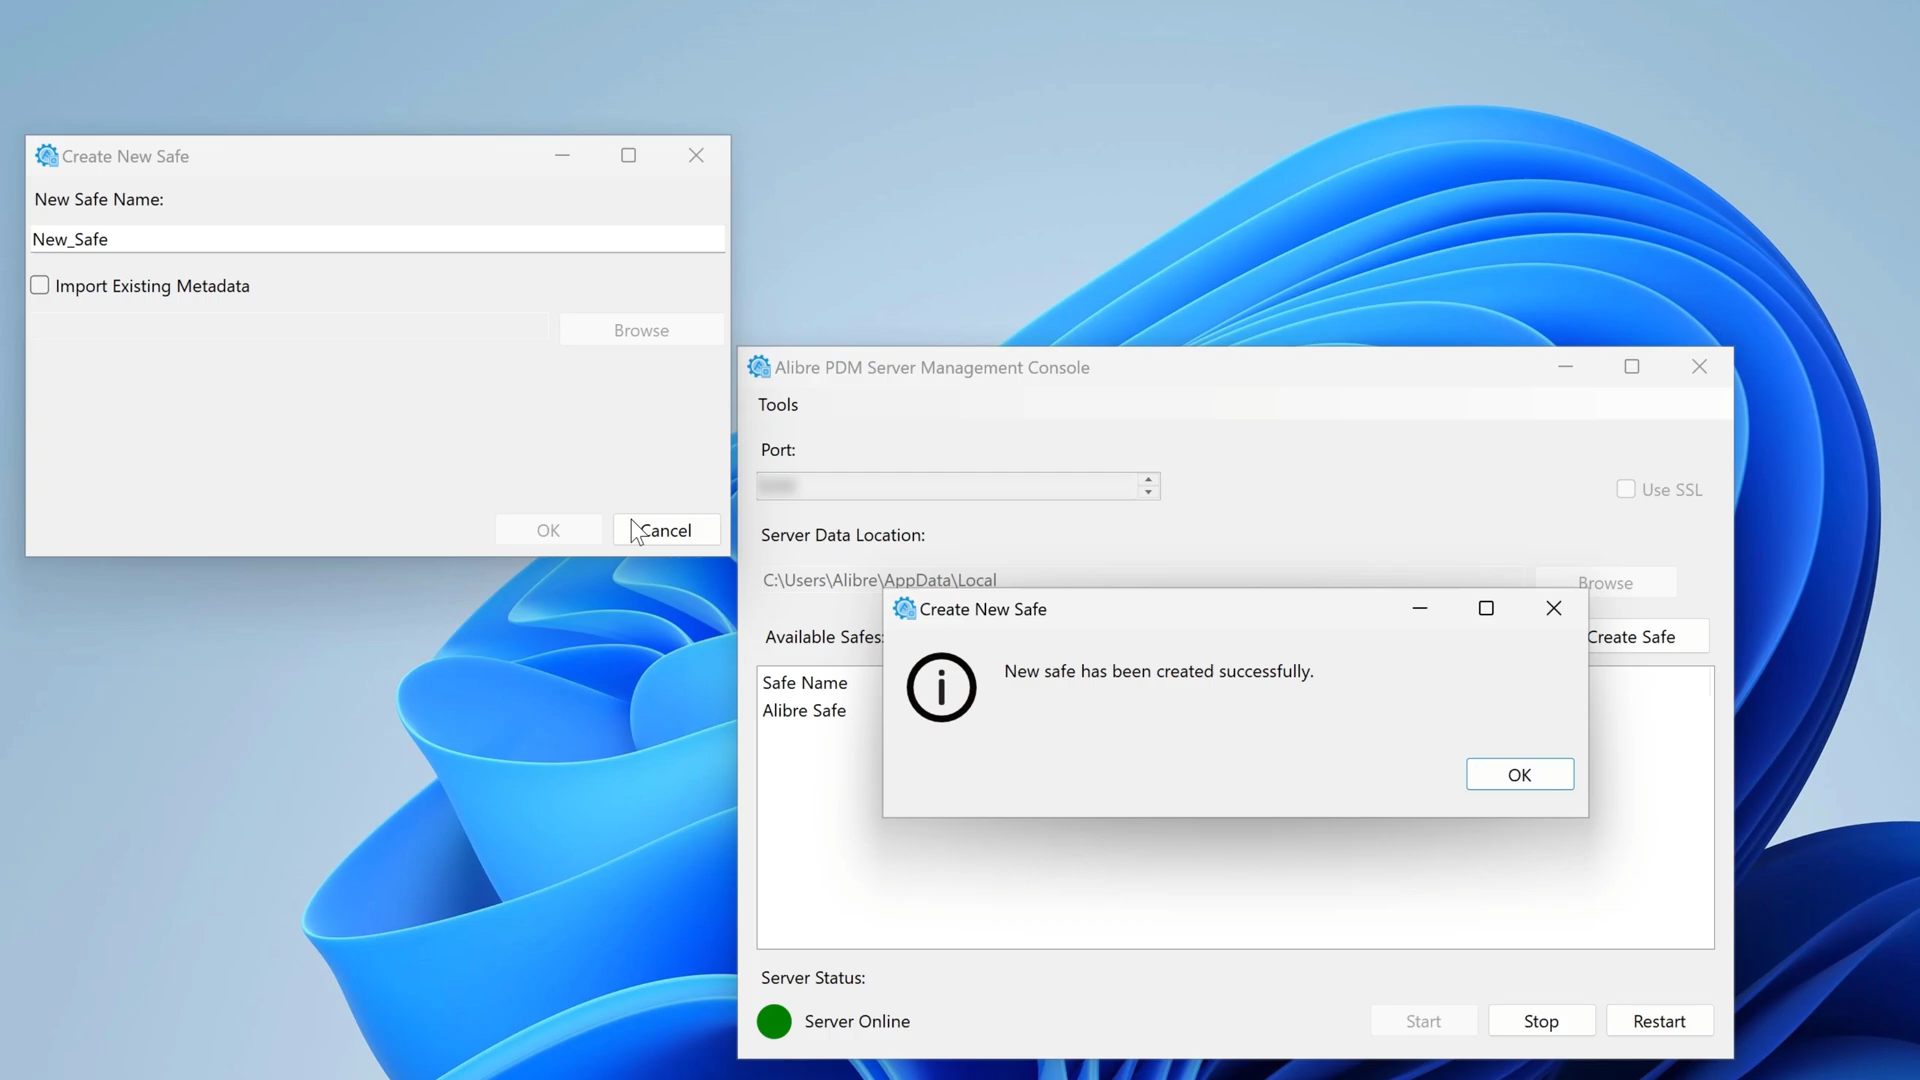 Create New Safe
New Safe Name:
New_Safe
Import Existing Metadata
Browse
OK
Cancel
Alibre PDM Server Management Console
Tools
Port:
Use SSL
Server Data Location:
C:\Users\Alibre\AppData\Local
Browse
Available Safes:
Create Safe
Safe Name
Alibre Safe
Create New Safe
New safe has been created successfully.
OK
Server Status:
Server Online
Start
Stop
Restart